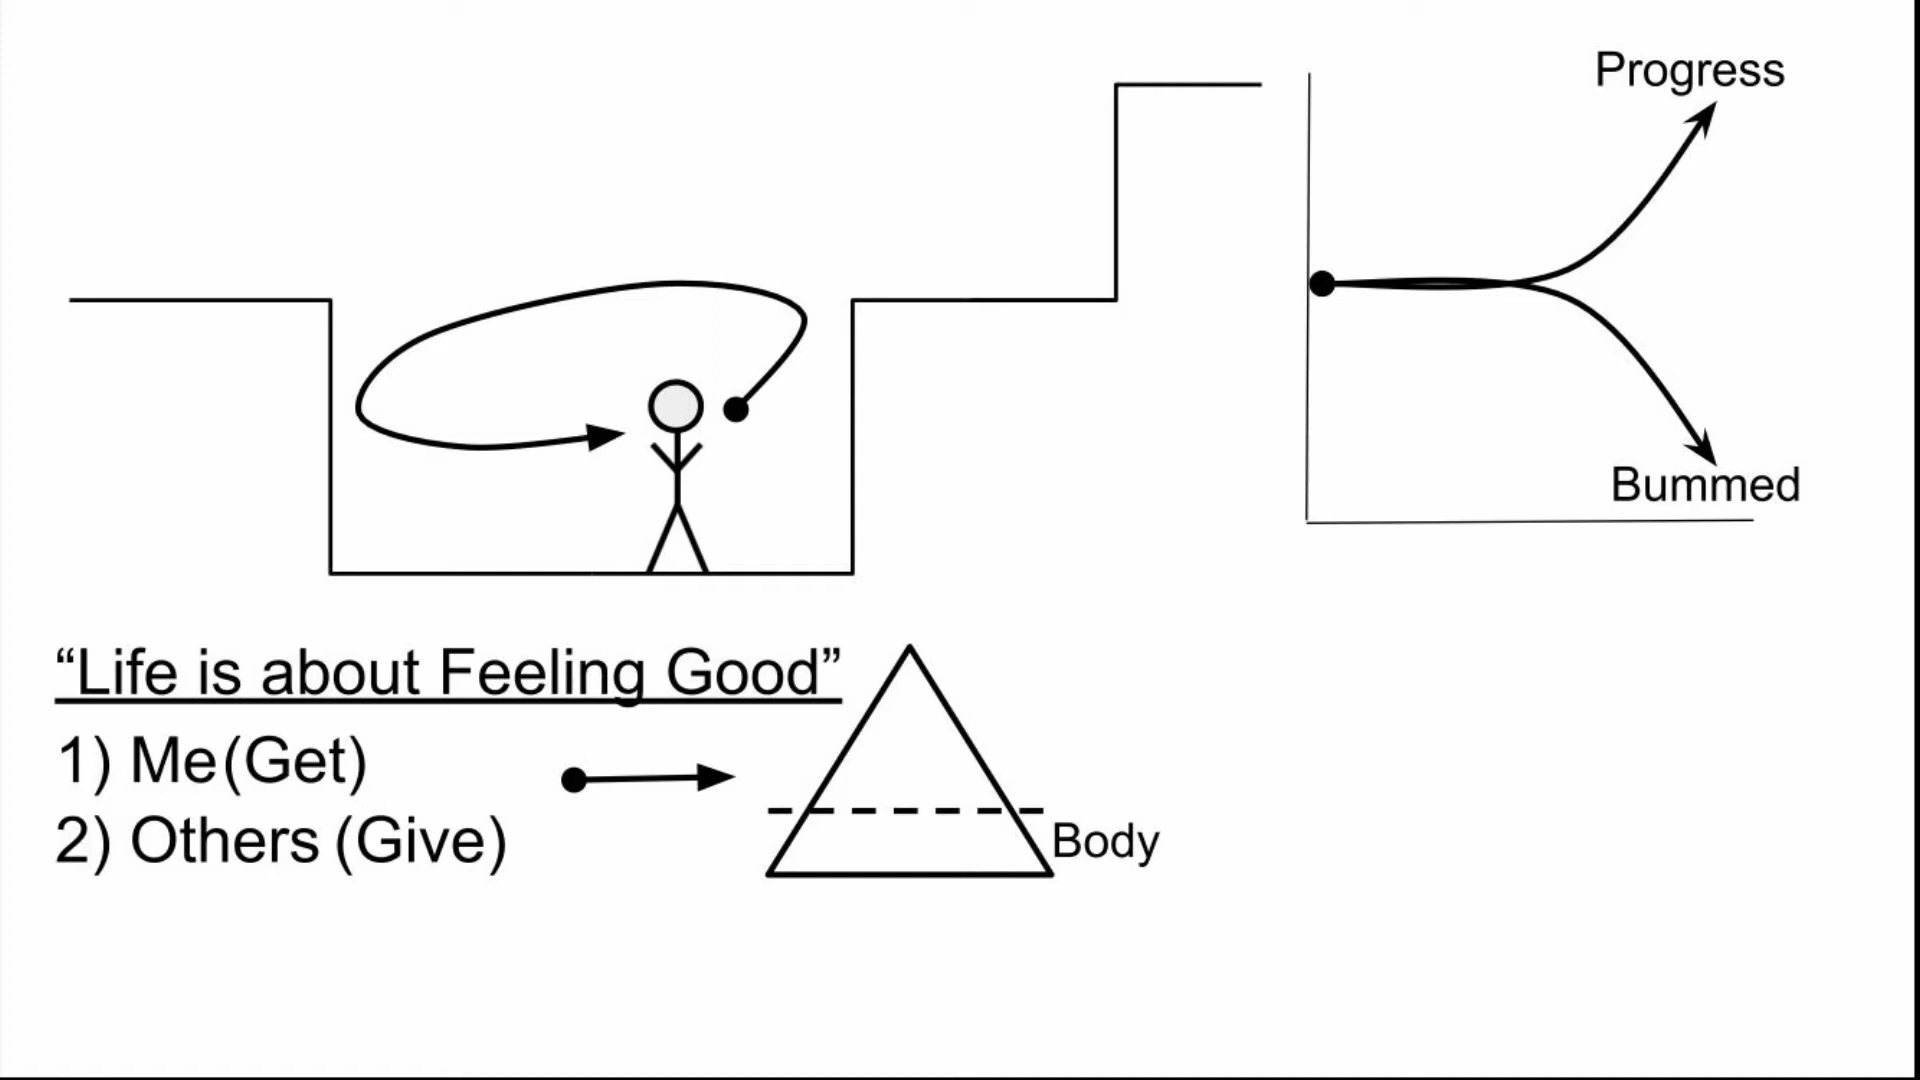 Progress
Bummed
“Life is about Feeling Good”
1) Me(Get)
2) Others (Give)
Body